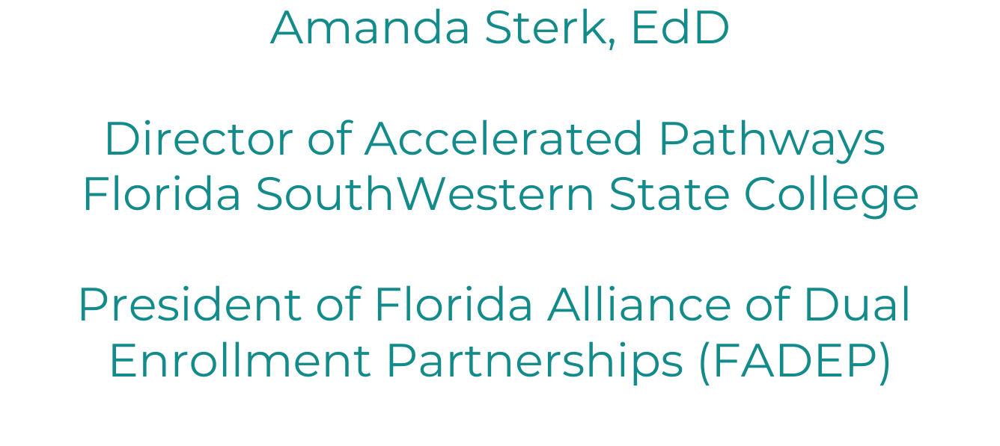 Amanda Sterk, EdD
Director of Accelerated Pathways
Florida SouthWestern State College
President of Florida Alliance of Dual
Enrollment Partnerships (FADEP)